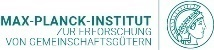 MAX-PLANCK-INSTITUT
ZUR ERFORSCHUNG
VON GEMEINSCHAFTSGÜTERN